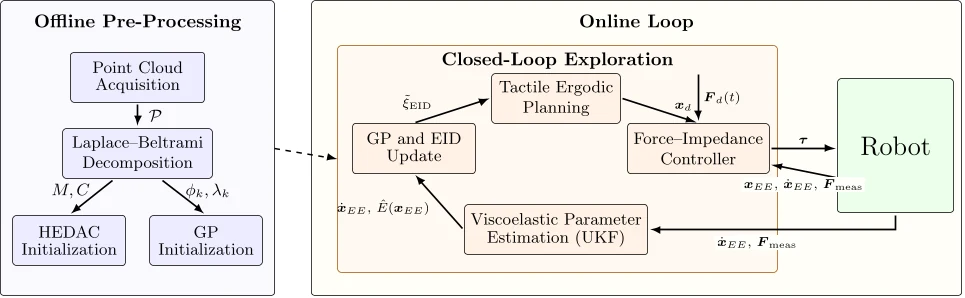 Offline Pre-Processing
Point Cloud
Acquisition
𝒫
Laplace–Beltrami
Decomposition
M, C
ϕ_k, λ_k
HEDAC
Initialization
GP
Initialization
Online Loop
Closed-Loop Exploration
Tactile Ergodic
Planning
ξ̃_EID
x_d
F_d(t)
GP and EID
Update
Force–Impedance
Controller
τ
Robot
x_EE, ẋ_EE, F_meas
ẋ_EE, Ê(x_EE)
Viscoelastic Parameter
Estimation (UKF)
ẋ_EE, F_meas